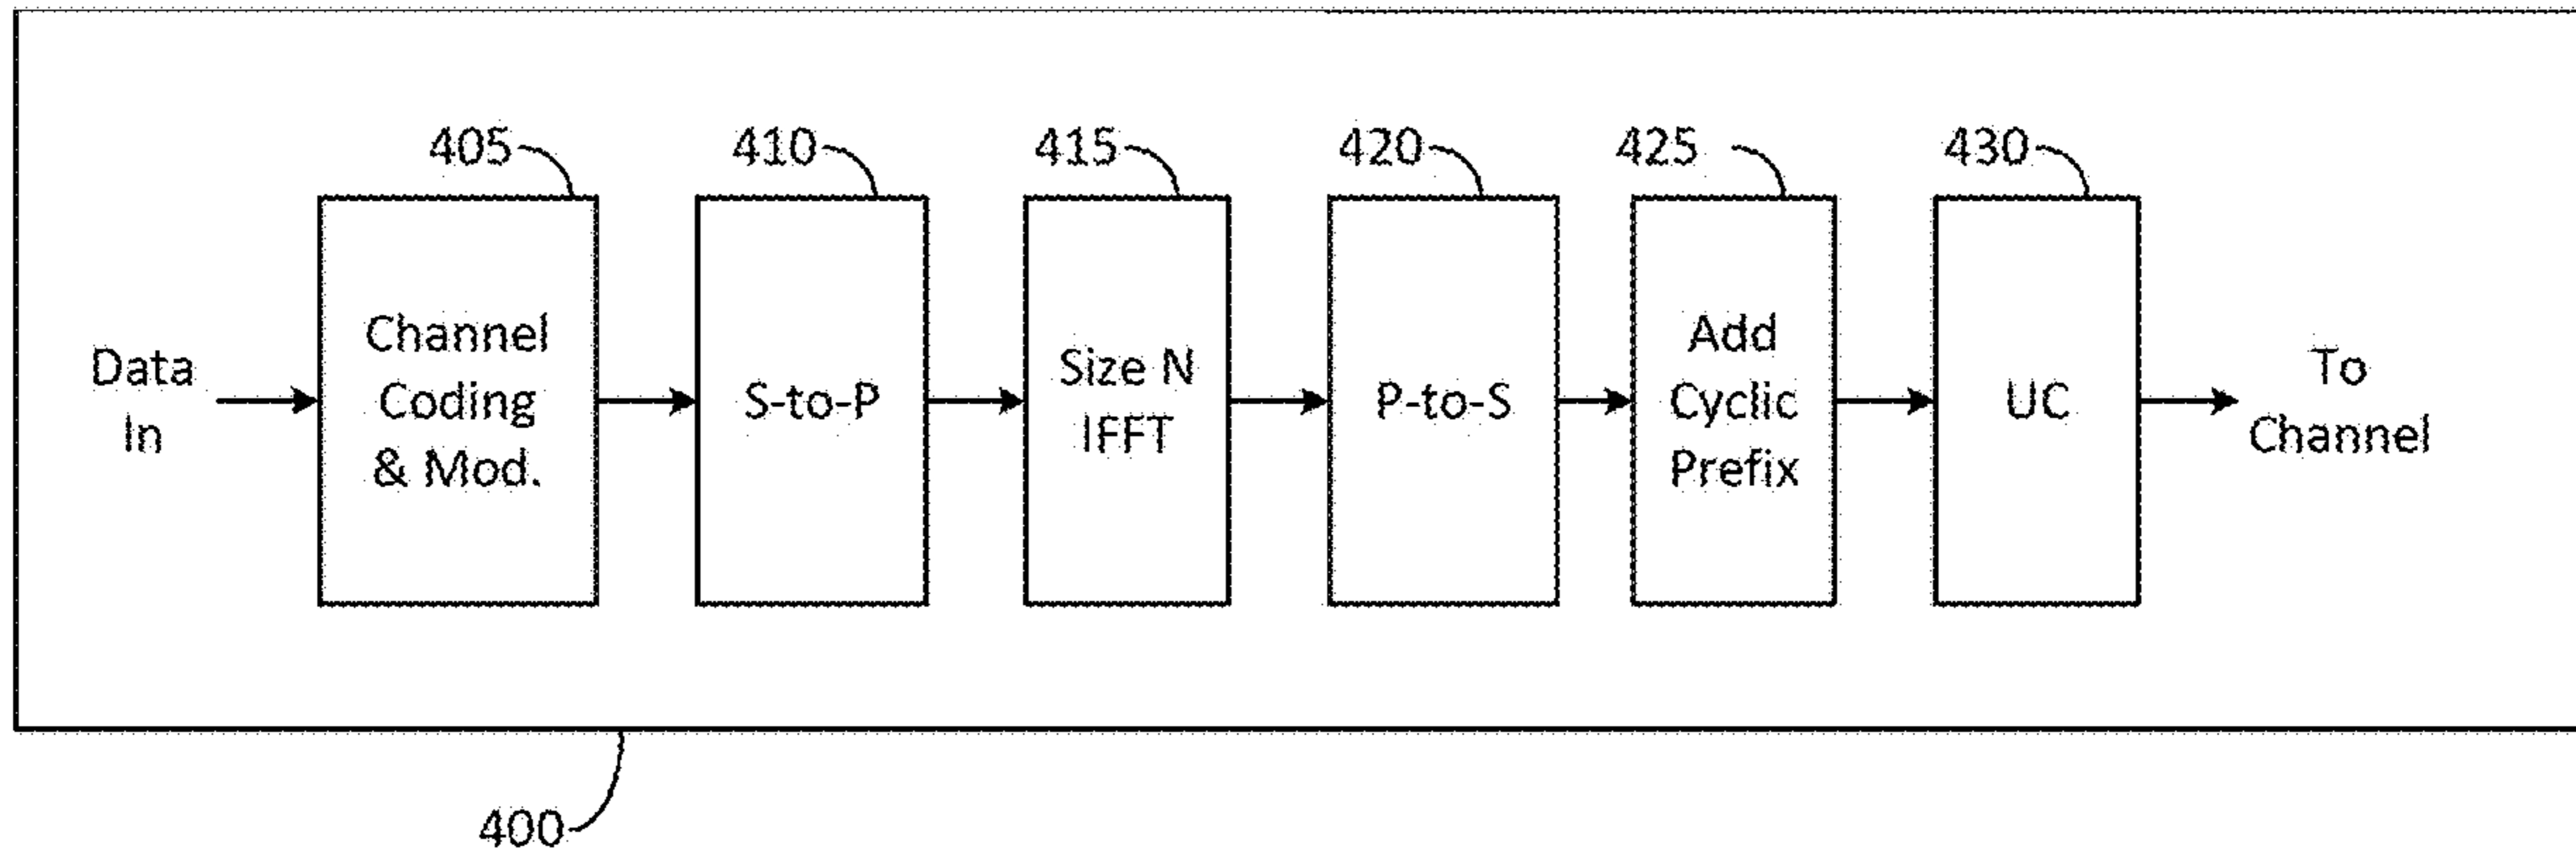 405
410
415
420
425
430
Data
In
Channel
Coding
& Mod.
S-to-P
Size N
IFFT
P-to-S
Add
Cyclic
Prefix
UC
To
Channel
400